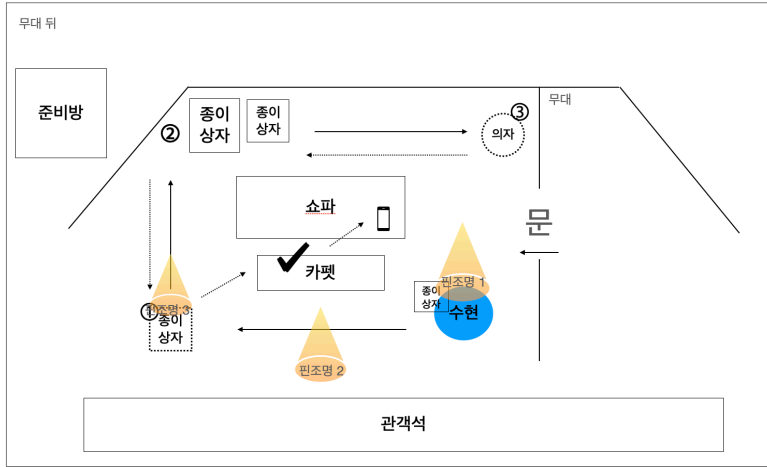 무대 뒤
준비방
종이
상자
종이
상자
②
③
의자
무대
쇼파
문
카펫
핀조명 1
종이
상자
수현
핀조명 3
①
종이
상자
핀조명 2
관객석